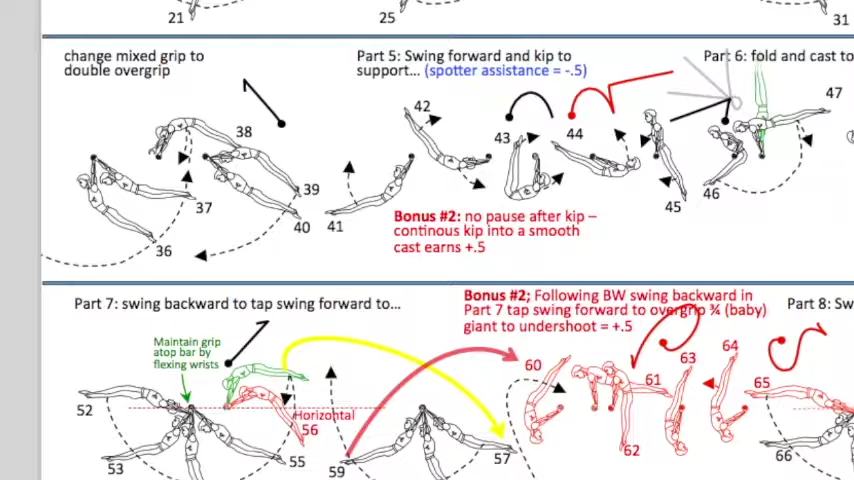 21
25
31
change mixed grip to
double overgrip
Part 5: Swing forward and kip to
support... (spotter assistance = -.5)
Part 6: fold and cast to
38
37
36
39
40
41
42
43
44
45
46
47
Bonus #2: no pause after kip –
continous kip into a smooth
cast earns +.5
Part 7: swing backward to tap swing forward to...
Bonus #2; Following BW swing backward in
Part 7 tap swing forward to overgrip ¾ (baby)
giant to undershoot = +.5
Part 8: Sw
Maintain grip
atop bar by
flexing wrists
Horizontal
52
53
55
56
57
59
60
61
62
63
64
65
66